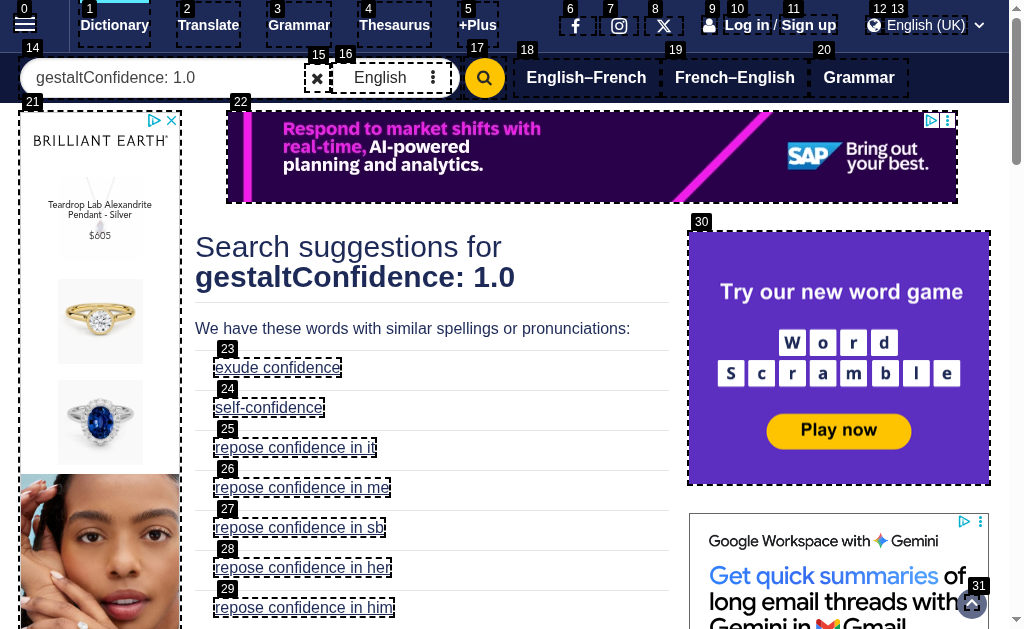 0 1 2 3 4 5 6 7 8 9 10 11 12 13
Dictionary Translate Grammar Thesaurus +Plus Log in / Sign up English (UK)
14 15 16 17 18 19 20
gestaltConfidence: 1.0 English English–French French–English Grammar
21 22
BRILLIANT EARTH
Teardrop Lab Alexandrite
Pendant - Silver
$605
Respond to market shifts with
real-time, AI-powered
planning and analytics.
SAP Bring out
your best.
Search suggestions for
gestaltConfidence: 1.0
We have these words with similar spellings or pronunciations:
23
exude confidence
24
self-confidence
25
repose confidence in it
26
repose confidence in me
27
repose confidence in sb
28
repose confidence in her
29
repose confidence in him
30
Try our new word game
Word
Scramble
Play now
Google Workspace with Gemini
Get quick summaries of
long email threads with
Gemini in Gmail
31